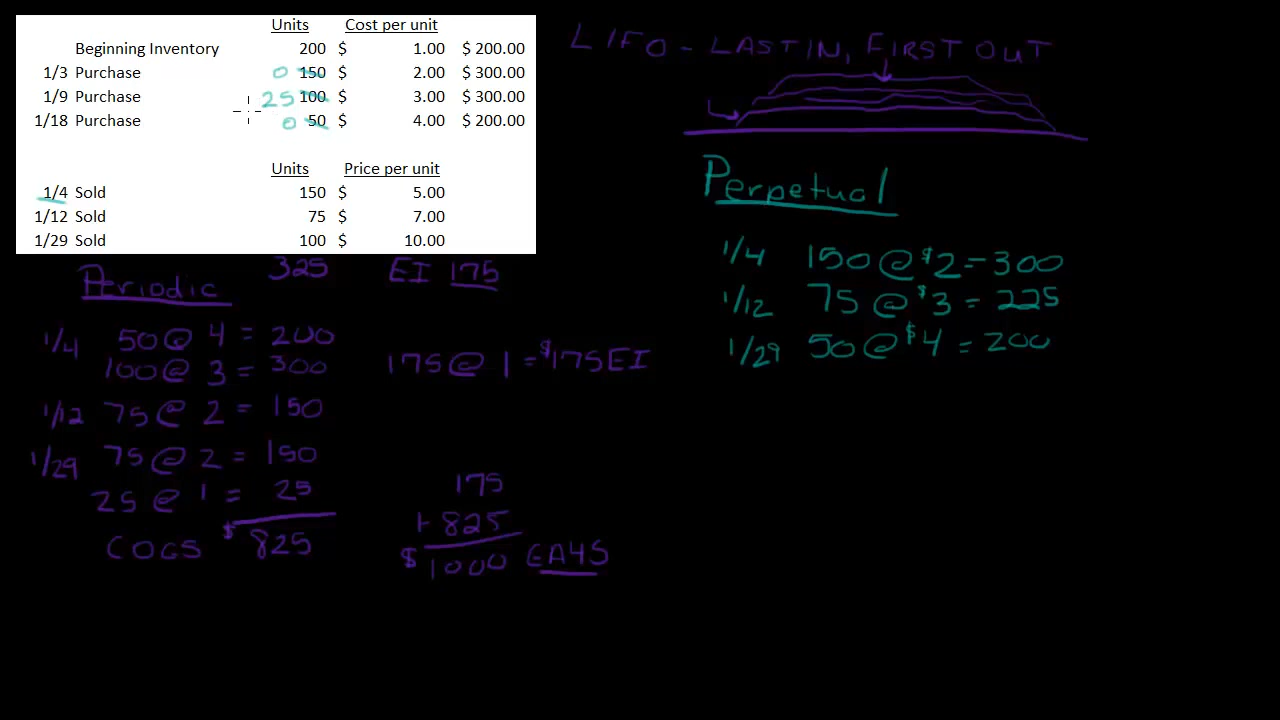 Units Cost per unit
Beginning Inventory 200 $ 1.00 $ 200.00
1/3 Purchase 0 150 $ 2.00 $ 300.00
1/9 Purchase 25 100 $ 3.00 $ 300.00
1/18 Purchase 0 50 $ 4.00 $ 200.00
Units Price per unit
1/4 Sold 150 $ 5.00
1/12 Sold 75 $ 7.00
1/29 Sold 100 $ 10.00
325 EI 175
Periodic
1/4 50 @ 4 = 200
100 @ 3 = 300
1/12 75 @ 2 = 150
1/29 75 @ 2 = 150
25 @ 1 = 25
COGS $ 825
175 @ 1 = $175 EI
175
+ 825
$ 1000 GA4S
LIFO - LAST IN, FIRST OUT
Perpetual
1/4 150 @ $2 = 300
1/12 75 @ $3 = 225
1/29 50 @ $4 = 200